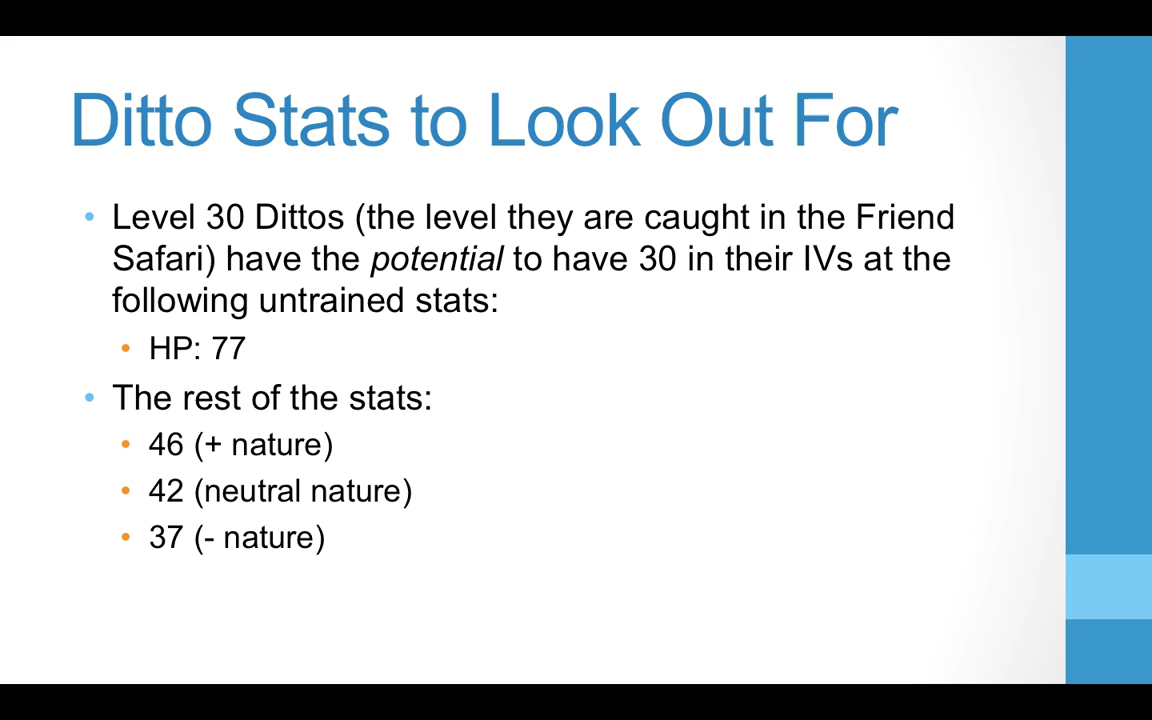 Ditto Stats to Look Out For
• Level 30 Dittos (the level they are caught in the Friend
Safari) have the potential to have 30 in their IVs at the
following untrained stats:
• HP: 77
• The rest of the stats:
• 46 (+ nature)
• 42 (neutral nature)
• 37 (- nature)